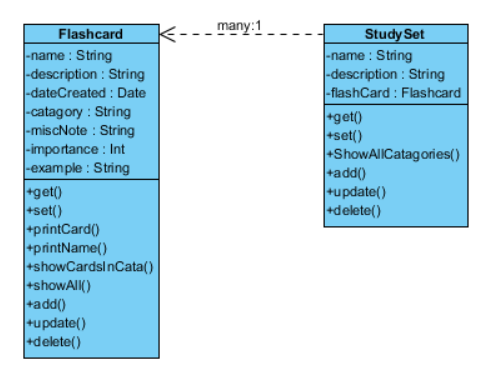 Flashcard
-name : String
-description : String
-dateCreated : Date
-catagory : String
-miscNote : String
-importance : Int
-example : String
+get()
+set()
+printCard()
+printName()
+showCardsInCata()
+showAll()
+add()
+update()
+delete()
many:1
StudySet
-name : String
-description : String
-flashCard : Flashcard
+get()
+set()
+ShowAllCatagories()
+add()
+update()
+delete()